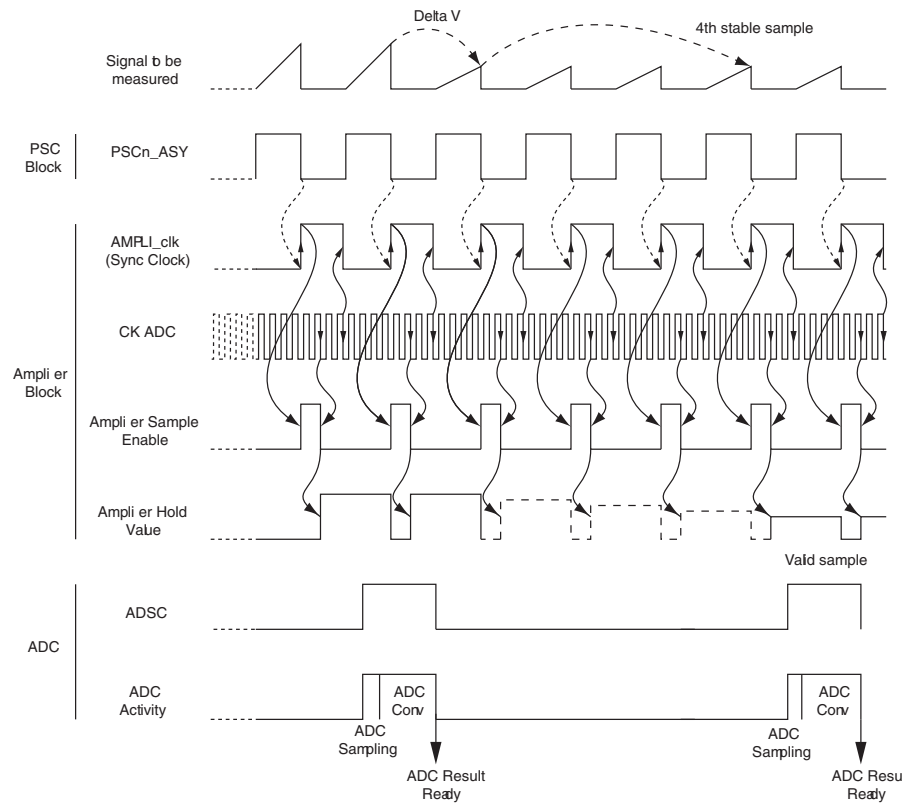 Delta V
4th stable sample
Signal to be
measured
PSC
Block
PSCn_ASY
AMPLI_clk
(Sync Clock)
CK ADC
Ampli er
Block
Ampli er Sample
Enable
Ampli er Hold
Value
Valid sample
ADSC
ADC
ADC
Activity
ADC
Conv
ADC
Conv
ADC
Sampling
ADC
Sampling
ADC Result
Ready
ADC Resu
Ready